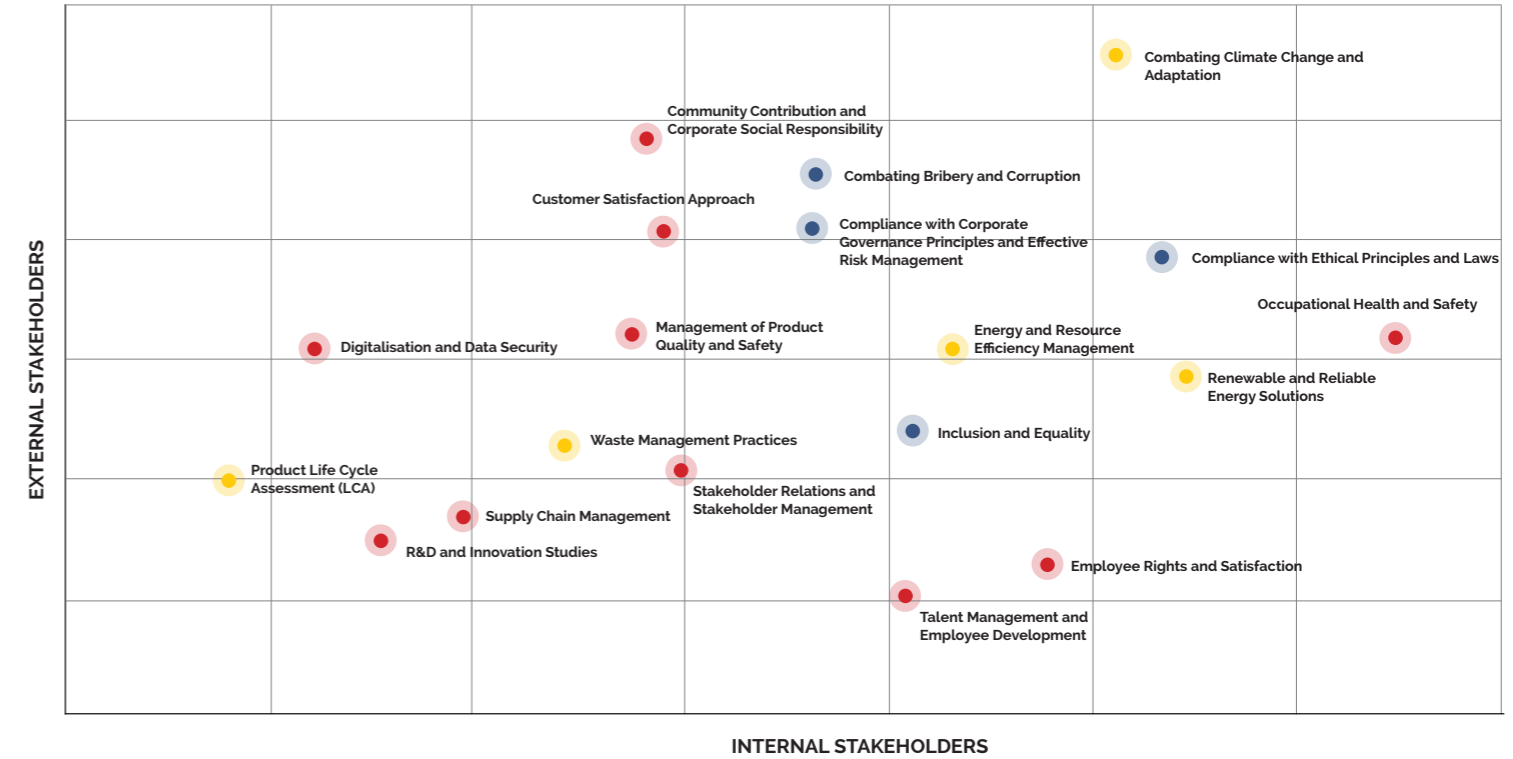 Combating Climate Change and
Adaptation
Community Contribution and
Corporate Social Responsibility
Combating Bribery and Corruption
Customer Satisfaction Approach
Compliance with Corporate
Governance Principles and Effective
Risk Management
Compliance with Ethical Principles and Laws
Occupational Health and Safety
Management of Product
Quality and Safety
Energy and Resource
Efficiency Management
Digitalisation and Data Security
Renewable and Reliable
Energy Solutions
Inclusion and Equality
Waste Management Practices
Product Life Cycle
Assessment (LCA)
Stakeholder Relations and
Stakeholder Management
Supply Chain Management
R&D and Innovation Studies
Employee Rights and Satisfaction
Talent Management and
Employee Development
EXTERNAL STAKEHOLDERS
INTERNAL STAKEHOLDERS